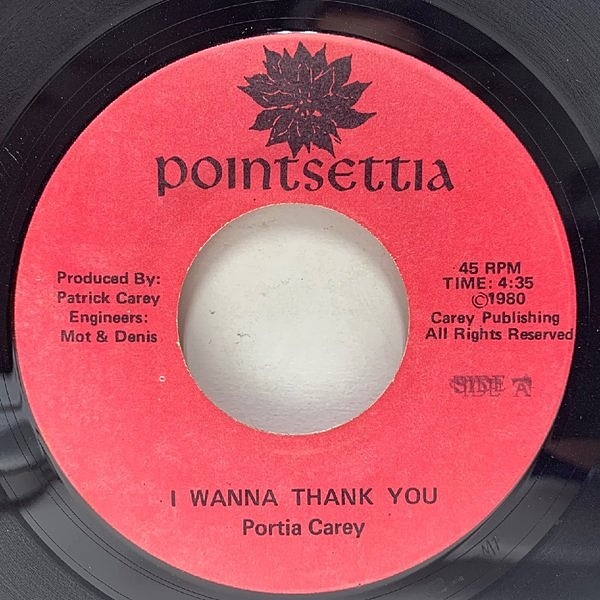 POINTSETTIA
Produced By:
Patrick Carey
Engineers:
Mot & Denis
45 RPM
TIME: 4:35
©1980
Carey Publishing
All Rights Reserved
SIDE A
I WANNA THANK YOU
Portia Carey